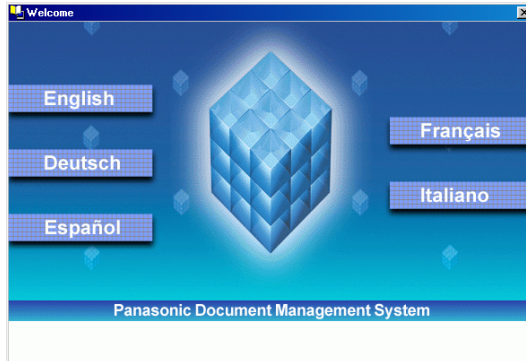 Welcome
English
Deutsch
Español
Français
Italiano
Panasonic Document Management System